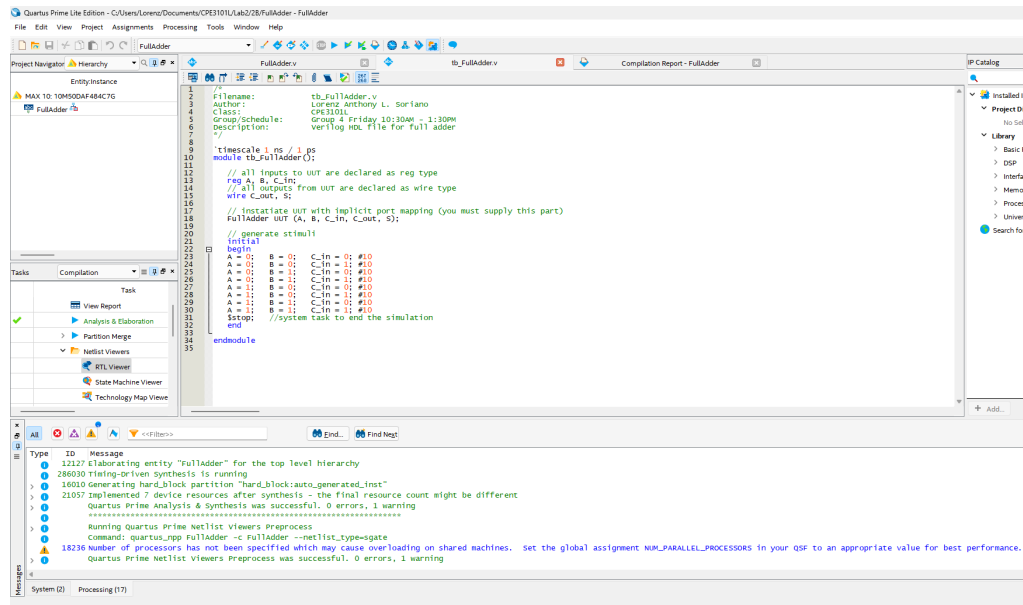 Quartus Prime Lite Edition - C:/Users/Lorenz/Documents/CPE3101L/Lab2/2B/FullAdder - FullAdder
File Edit View Project Assignments Processing Tools Window Help
FullAdder
Project Navigator Hierarchy
FullAdder.v
tb_FullAdder.v
Compilation Report - FullAdder
IP Catalog
Entity:Instance
MAX 10: 10M50DAF484C7G
FullAdder
1 /*
2 Filename: tb_FullAdder.v
3 Author: Lorenz Anthony L. Soriano
4 Class: CPE3101L
5 Group/Schedule: Group 4 Friday 10:30AM - 1:30PM
6 Description: Verilog HDL file for full adder
7 */
8
9 `timescale 1 ns / 1 ps
10 module tb_FullAdder();
11
12 // all inputs to UUT are declared as reg type
13 reg A, B, C_in;
14 // all outputs from UUT are declared as wire type
15 wire C_out, S;
16
17 // instatiate UUT with implicit port mapping (you must supply this part)
18 FullAdder UUT (A, B, C_in, C_out, S);
19
20 // generate stimuli
21 initial
22 begin
23 A = 0; B = 0; C_in = 0; #10
24 A = 0; B = 0; C_in = 1; #10
25 A = 0; B = 1; C_in = 0; #10
26 A = 0; B = 1; C_in = 1; #10
27 A = 1; B = 0; C_in = 0; #10
28 A = 1; B = 0; C_in = 1; #10
29 A = 1; B = 1; C_in = 0; #10
30 A = 1; B = 1; C_in = 1; #10
31 $stop; //system task to end the simulation
32 end
33
34 endmodule
35
Installed I
Project Di
No Sel
Library
Basic
DSP
Interfa
Memo
Proces
Univer
Search fo
+ Add...
Tasks Compilation
Task
View Report
Analysis & Elaboration
Partition Merge
Netlist Viewers
RTL Viewer
State Machine Viewer
Technology Map Viewe
All
<<Filter>>
Find...
Find Next
Type ID Message
12127 Elaborating entity "FullAdder" for the top level hierarchy
286030 Timing-Driven Synthesis is running
16010 Generating hard_block partition "hard_block:auto_generated_inst"
21057 Implemented 7 device resources after synthesis - the final resource count might be different
Quartus Prime Analysis & Synthesis was successful. 0 errors, 1 warning
*******************************************************************
Running Quartus Prime Netlist Viewers Preprocess
Command: quartus_npp FullAdder -c FullAdder --netlist_type=sgate
18236 Number of processors has not been specified which may cause overloading on shared machines. Set the global assignment NUM_PARALLEL_PROCESSORS in your QSF to an appropriate value for best performance.
Quartus Prime Netlist Viewers Preprocess was successful. 0 errors, 1 warning
Messages
System (2) Processing (17)